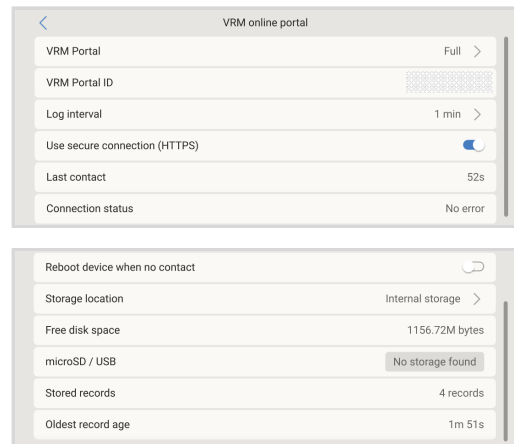 VRM online portal
VRM Portal Full
VRM Portal ID
Log interval 1 min
Use secure connection (HTTPS)
Last contact 52s
Connection status No error
Reboot device when no contact
Storage location Internal storage
Free disk space 1156.72M bytes
microSD / USB No storage found
Stored records 4 records
Oldest record age 1m 51s